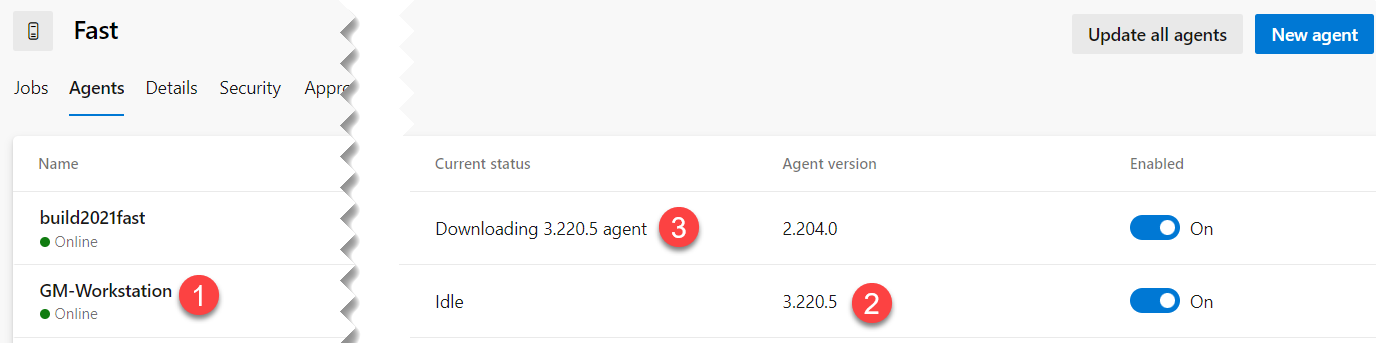 Fast
Update all agents
New agent
Jobs Agents Details Security Appro
Name Current status Agent version Enabled
build2021fast
Online
Downloading 3.220.5 agent 3 2.204.0 On
GM-Workstation 1
Online
Idle 3.220.5 2 On